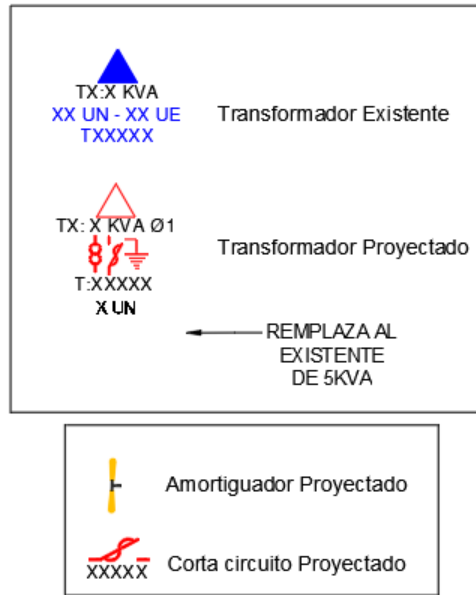 TX:X KVA
XX UN - XX UE
TXXXXX
Transformador Existente
TX: X KVA Ø1
T:XXXXX
X UN
Transformador Proyectado
REMPLAZA AL
EXISTENTE
DE 5KVA
Amortiguador Proyectado
XXXXX
Corta circuito Proyectado